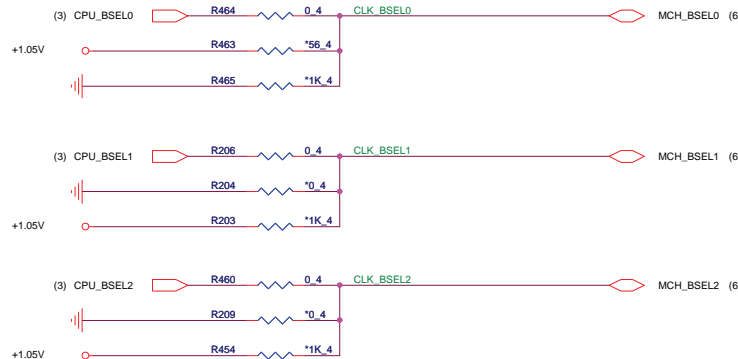 (3) CPU_BSEL0 R464 0_4 CLK_BSEL0 MCH_BSEL0 (6
+1.05V R463 *56_4
R465 *1K_4
(3) CPU_BSEL1 R206 0_4 CLK_BSEL1 MCH_BSEL1 (6
R204 *0_4
+1.05V R203 *1K_4
(3) CPU_BSEL2 R460 0_4 CLK_BSEL2 MCH_BSEL2 (6
R209 *0_4
+1.05V R454 *1K_4